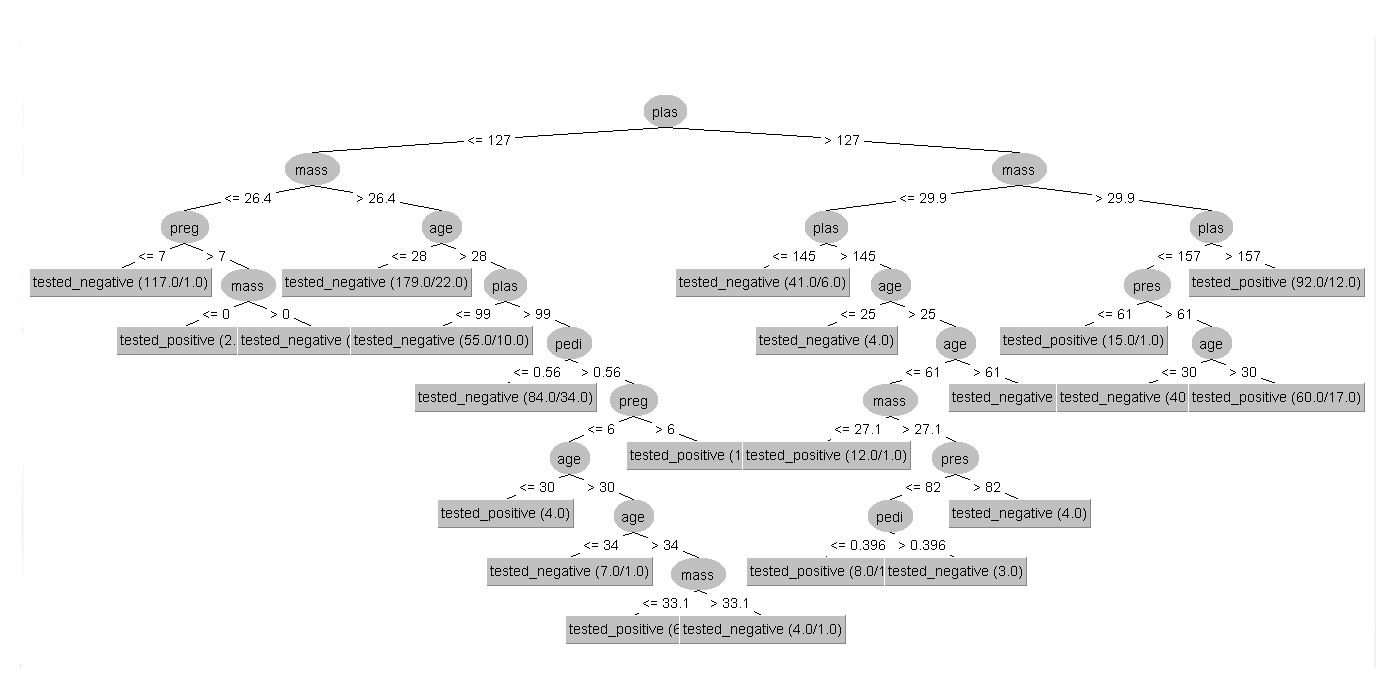 plas
<= 127 > 127
mass mass
<= 26.4 > 26.4 <= 29.9 > 29.9
preg age plas plas
<= 7 > 7 <= 28 > 28 <= 145 > 145 <= 157 > 157
tested_negative (117.0/1.0) mass tested_negative (179.0/22.0) plas tested_negative (41.0/6.0) age pres tested_positive (92.0/12.0)
<= 0 > 0 <= 99 > 99 <= 25 > 25 <= 61 > 61
tested_positive (2. tested_negative ( tested_negative (55.0/10.0) pedi tested_negative (4.0) age tested_positive (15.0/1.0) age
<= 0.56 > 0.56 <= 61 > 61 <= 30 > 30
tested_negative (84.0/34.0) preg mass tested_negative tested_negative (40 tested_positive (60.0/17.0)
<= 6 > 6 <= 27.1 > 27.1
age tested_positive (1 tested_positive (12.0/1.0) pres
<= 30 > 30 <= 82 > 82
tested_positive (4.0) age pedi tested_negative (4.0)
<= 34 > 34 <= 0.396 > 0.396
tested_negative (7.0/1.0) mass tested_positive (8.0/1 tested_negative (3.0)
<= 33.1 > 33.1
tested_positive (6 tested_negative (4.0/1.0)